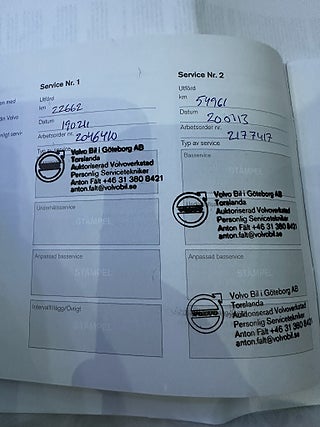 Service Nr. 1
Utförd
km 22662
Datum 190211
Arbetsorder nr. 2046410
Typ av service
Volvo Bil i Göteborg AB
Torslanda
Auktoriserad Volvoverkstad
Personlig Servicetekniker
Anton Fält +46 31 380 8421
anton.falt@volvobil.se
Underhållsservice
STÄMPEL
Anpassad basservice
STÄMPEL
Intervalltillägg/Övrigt
STÄMPEL
Service Nr. 2
Utförd
km 54961
Datum 200113
Arbetsorder nr. 2177417
Typ av service
Basservice
Volvo Bil i Göteborg AB
Torslanda
Auktoriserad Volvoverkstad
Personlig Servicetekniker
Anton Fält +46 31 380 8421
anton.falt@volvobil.se
Anpassad basservice
STÄMPEL
Volvo Bil i Göteborg AB
Torslanda
Auktoriserad Volvoverkstad
Personlig Servicetekniker
Anton Fält +46 31 380 8421
anton.falt@volvobil.se